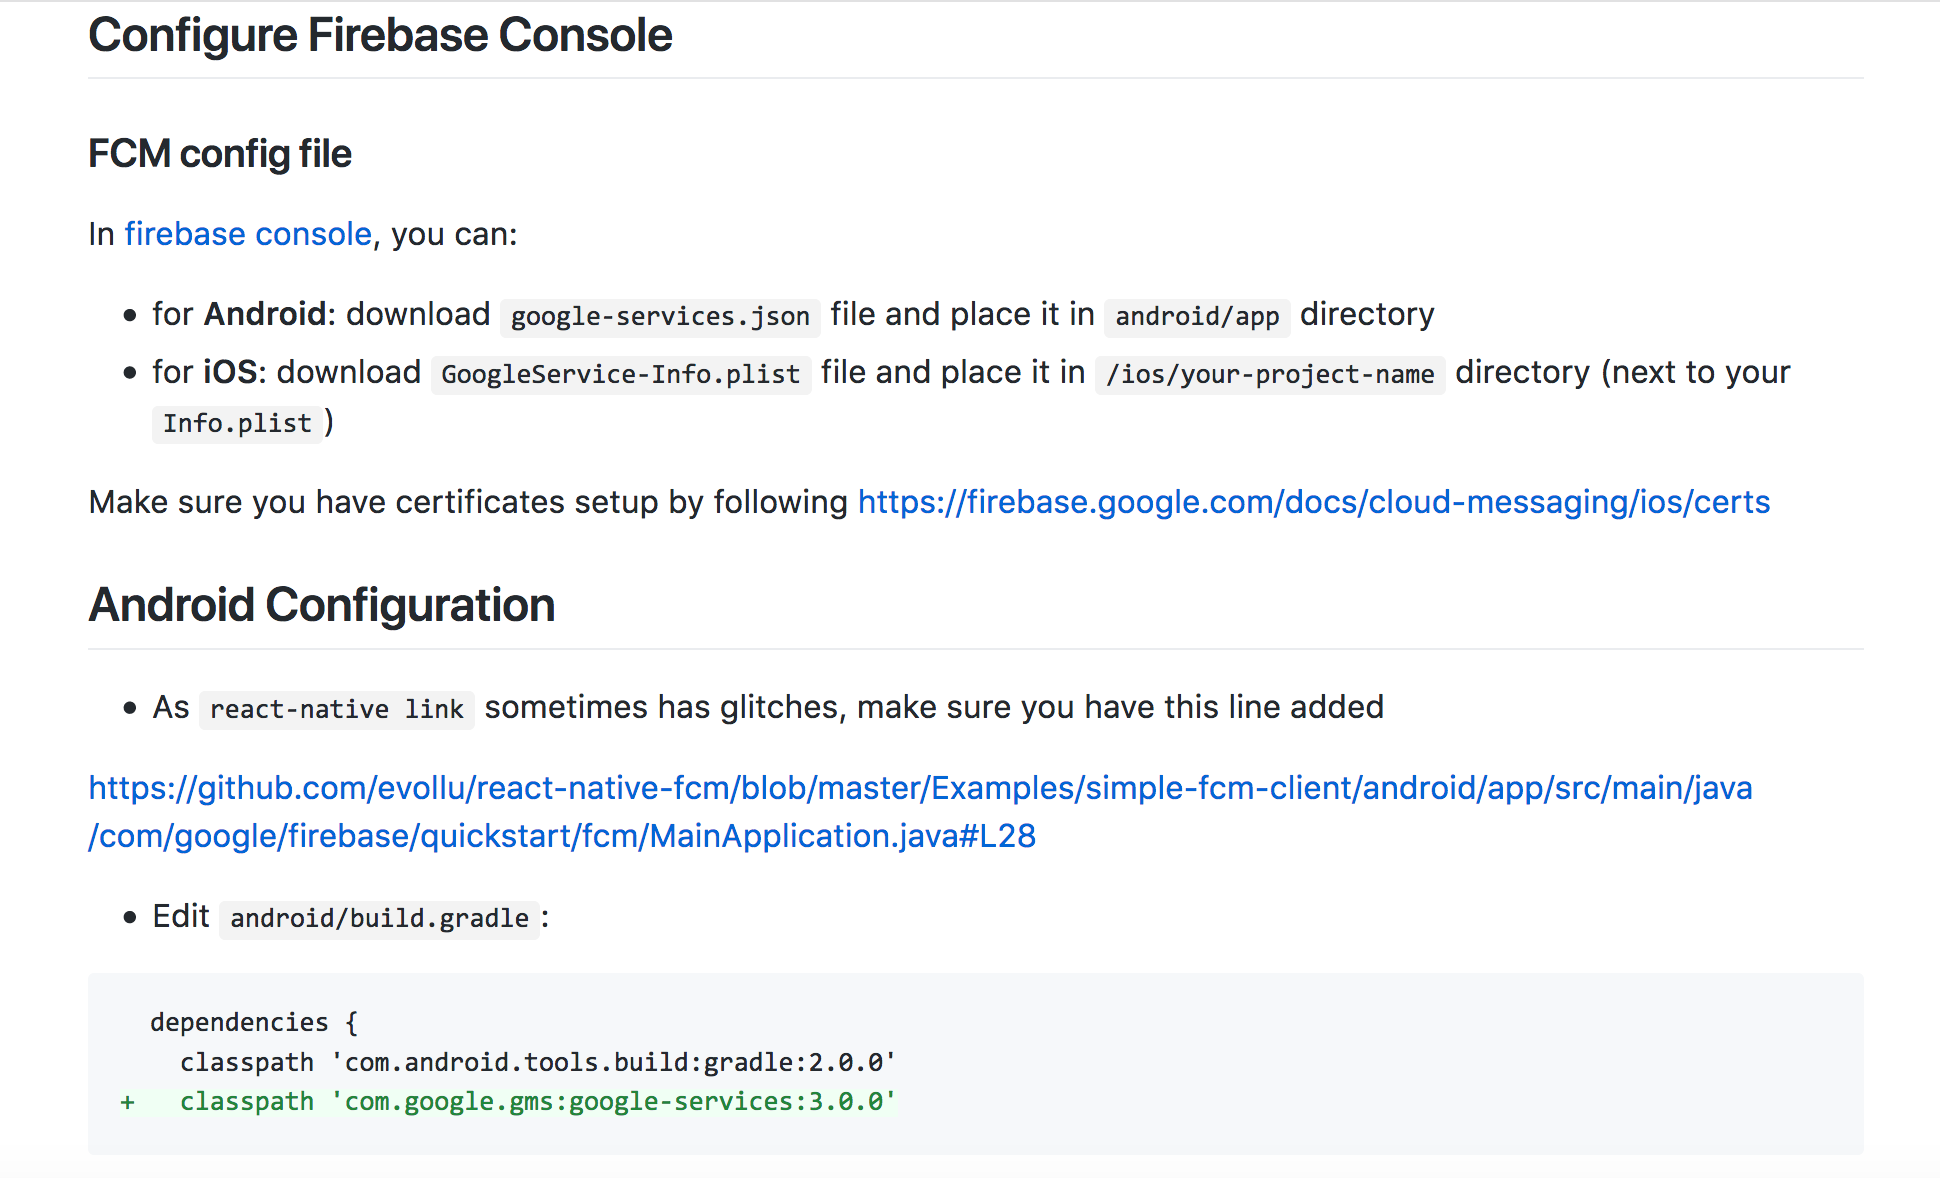 Configure Firebase Console
FCM config file
In firebase console, you can:
• for Android: download google-services.json file and place it in android/app directory
• for iOS: download GoogleService-Info.plist file and place it in /ios/your-project-name directory (next to your
Info.plist )
Make sure you have certificates setup by following https://firebase.google.com/docs/cloud-messaging/ios/certs
Android Configuration
• As react-native link sometimes has glitches, make sure you have this line added
https://github.com/evollu/react-native-fcm/blob/master/Examples/simple-fcm-client/android/app/src/main/java
/com/google/firebase/quickstart/fcm/MainApplication.java#L28
• Edit android/build.gradle :
dependencies {
classpath 'com.android.tools.build:gradle:2.0.0'
+ classpath 'com.google.gms:google-services:3.0.0'